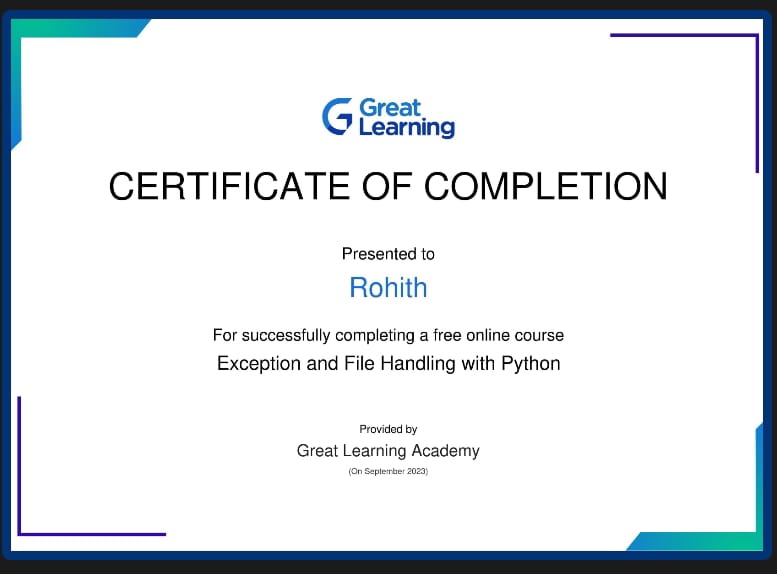 Great
Learning
CERTIFICATE OF COMPLETION
Presented to
Rohith
For successfully completing a free online course
Exception and File Handling with Python
Provided by
Great Learning Academy
(On September 2023)